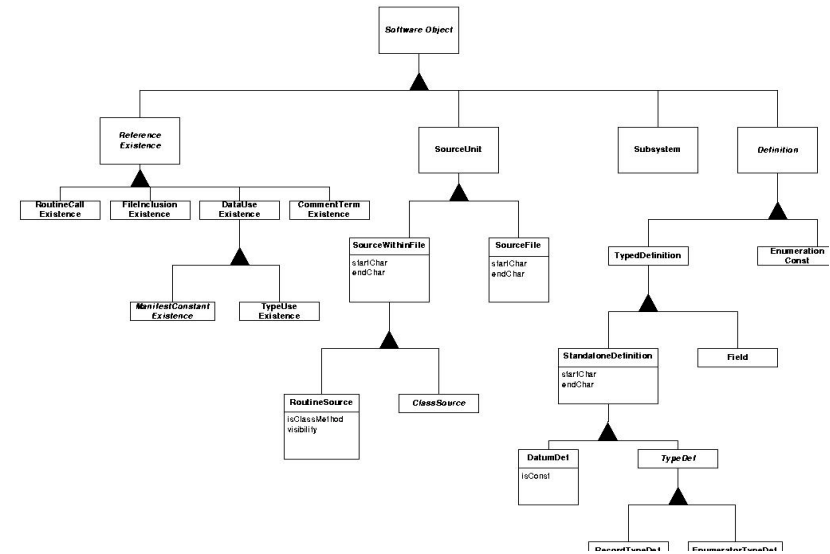 Software Object
Reference
Existence
SourceUnit
Subsystem
Definition
RoutineCall
Existence
FileInclusion
Existence
DataUse
Existence
CommentTerm
Existence
SourceWithinFile
startChar
endChar
SourceFile
startChar
endChar
TypedDefinition
Enumeration
Const
ManifestConstant
Existence
TypeUse
Existence
StandaloneDefinition
startChar
endChar
Field
RoutineSource
isClassMethod
visibility
ClassSource
DatumDef
isConst
TypeDef
RecordTypeDef
EnumeratorTypeDef